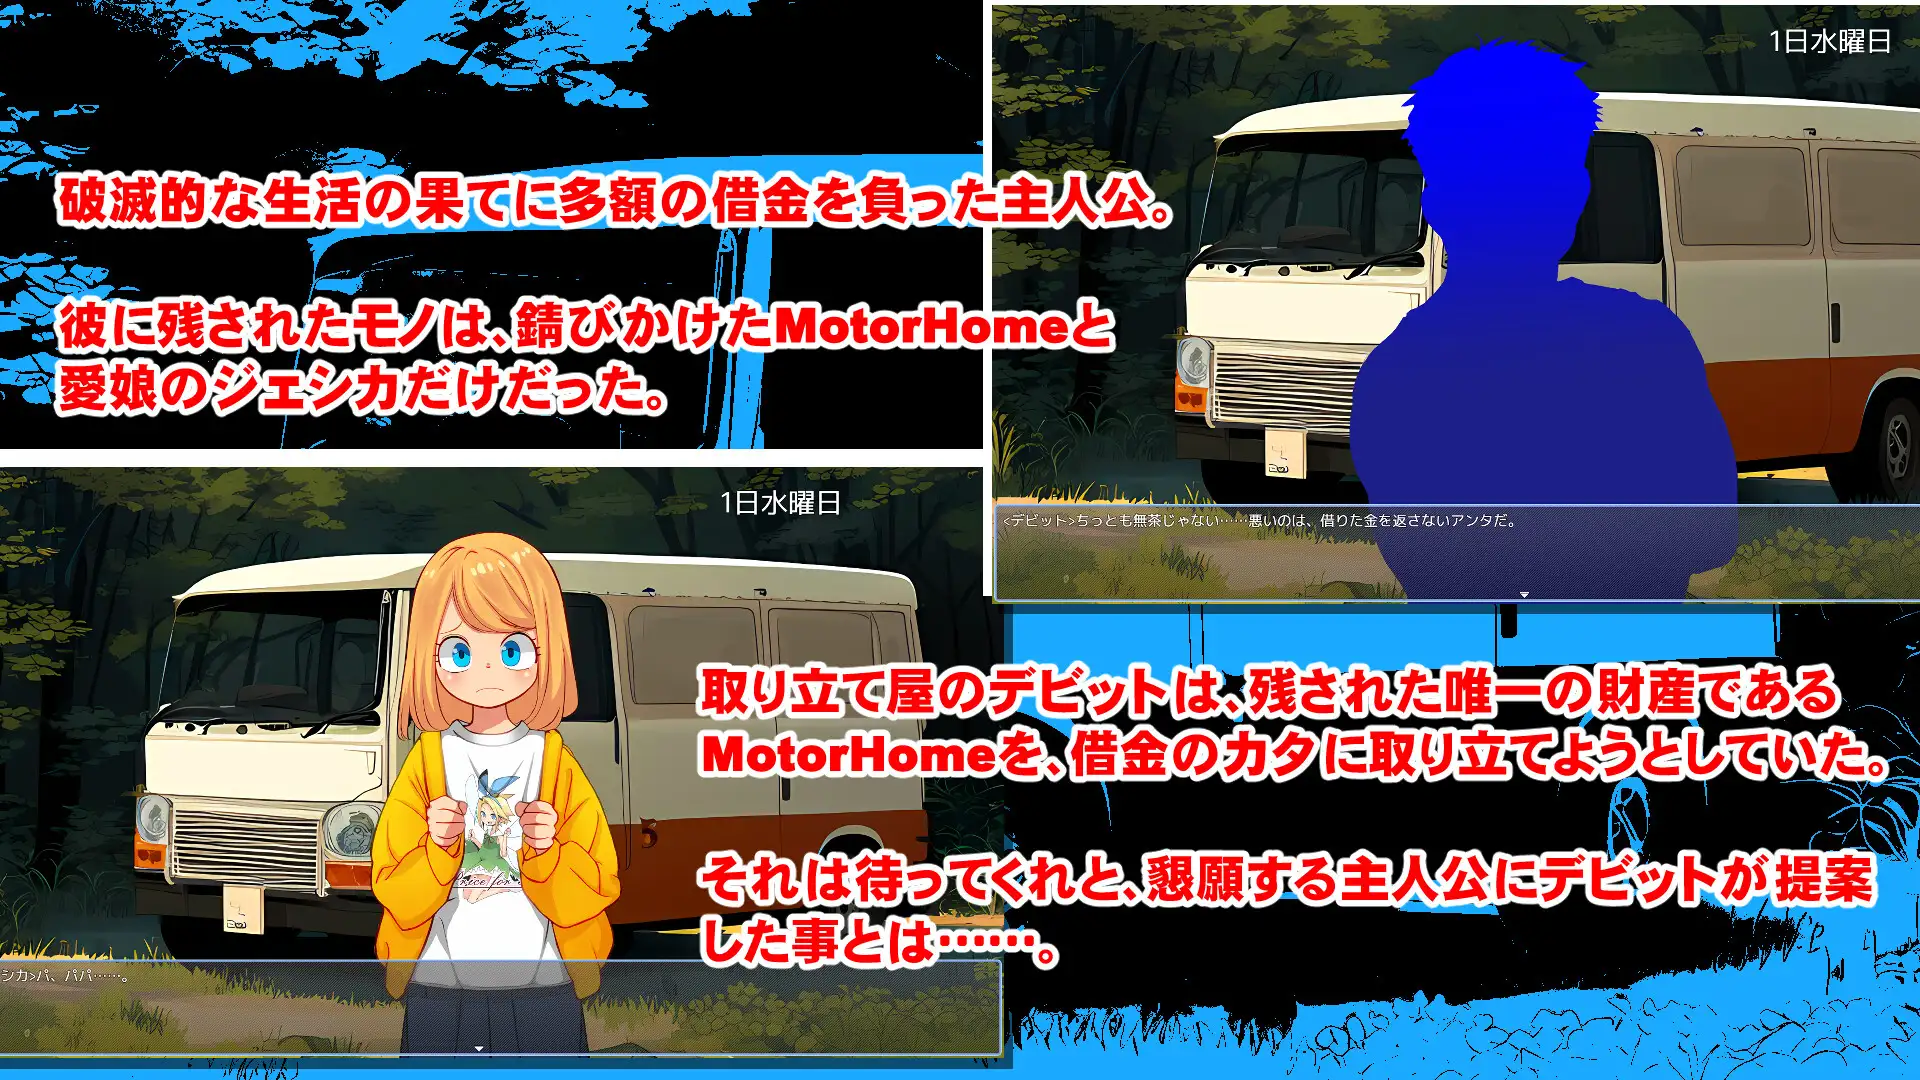 破滅的な生活の果てに多額の借金を負った主人公。
彼に残されたモノは、錆びかけたMotorHomeと
愛娘のジェシカだけだった。
1日水曜日
<デビット>ちっとも無茶じゃない……悪いのは、借りた金を返さないアンタだ。
1日水曜日
シカ>パ、パパ……。
取り立て屋のデビットは、残された唯一の財産である
MotorHomeを、借金のカタに取り立てようとしていた。
それは待ってくれと、懇願する主人公にデビットが提案
した事とは……。